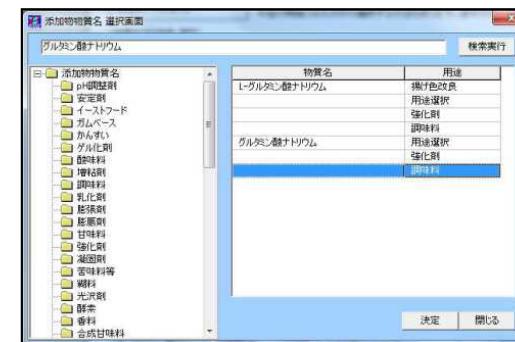 添加物物質名 選択画面
グルタミン酸ナトリウム
検索実行
添加物物質名
pH調整剤
安定剤
イーストフード
ガムベース
かんすい
ゲル化剤
酸味料
増粘剤
調味料
乳化剤
膨張剤
膨脹剤
甘味料
強化剤
凝固剤
苦味料等
糊料
光沢剤
酵素
香料
合成甘味料
物質名 用途
L-グルタミン酸ナトリウム 揚げ色改良
用途選択
強化剤
調味料
グルタミン酸ナトリウム 用途選択
強化剤
調味料
決定 閉じる